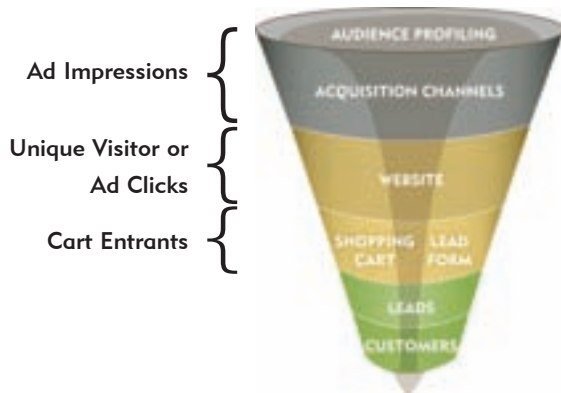 AUDIENCE PROFILING
Ad Impressions
ACQUISITION CHANNELS
Unique Visitor or
Ad Clicks
WEBSITE
Cart Entrants
SHOPPING CART
LEAD FORM
LEADS
CUSTOMERS